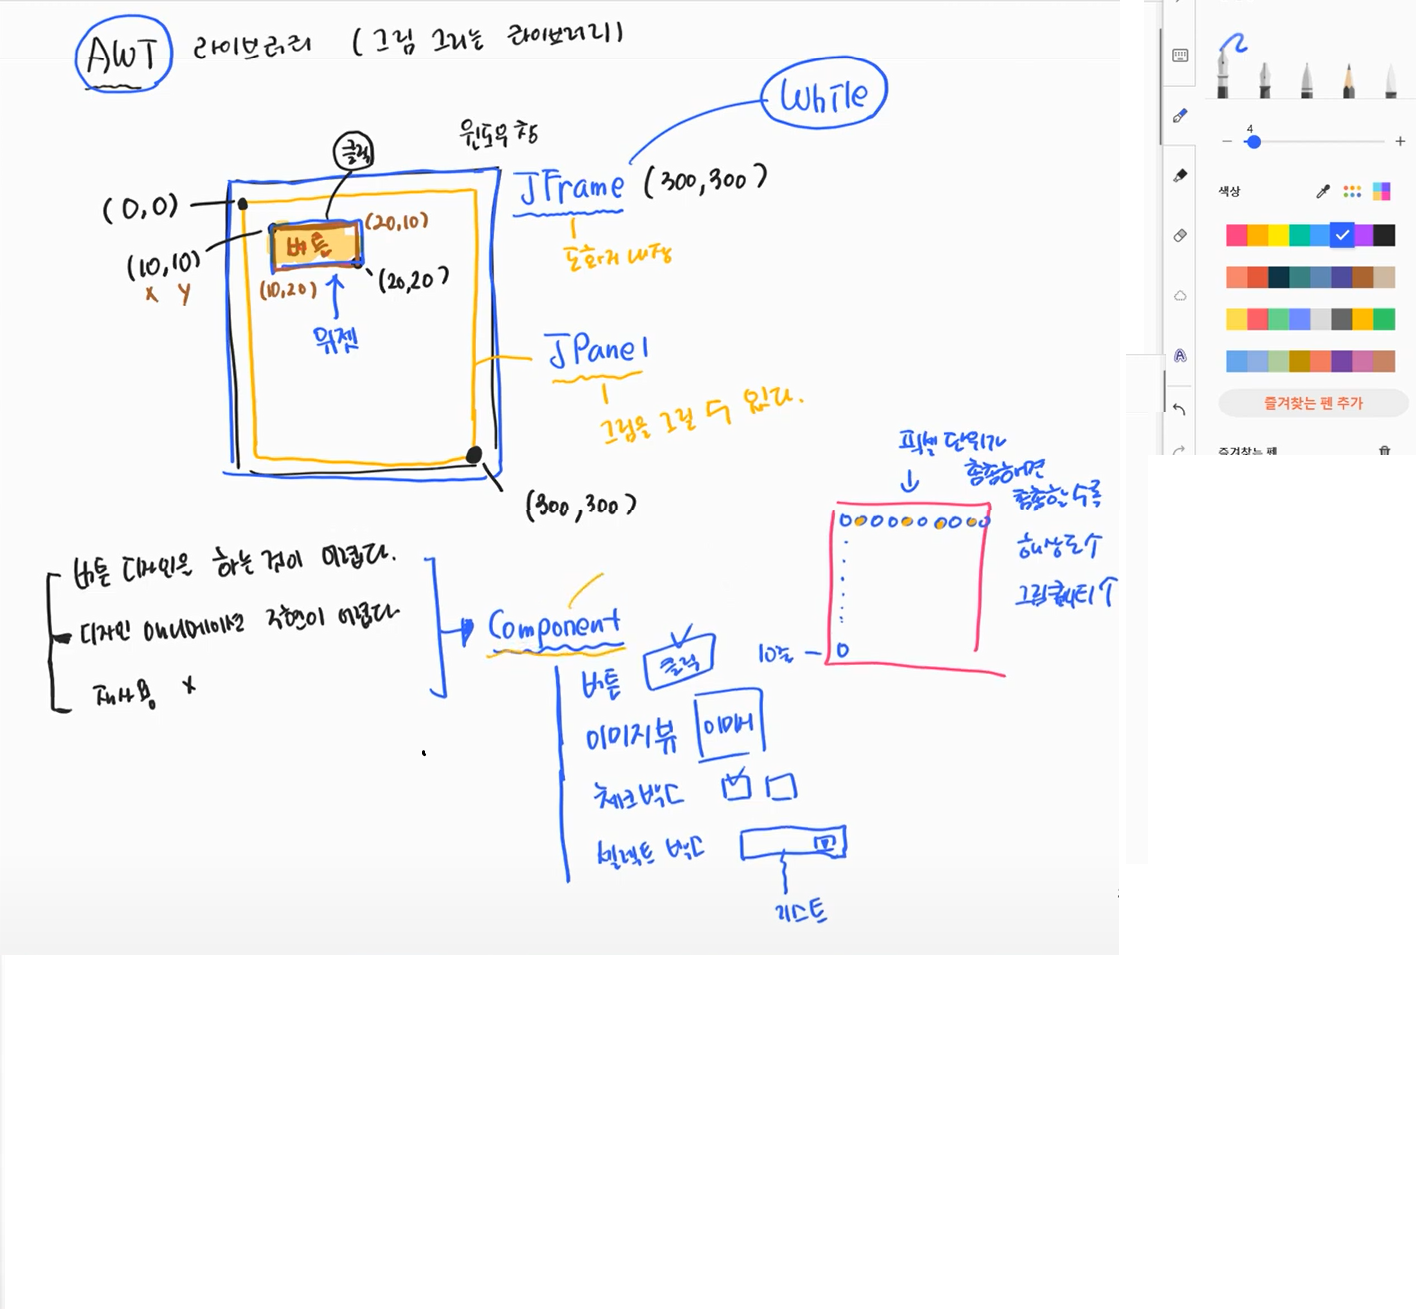 AWT 라이브러리 (그림 그리는 라이브러리)
While
윈도우 창
클릭
JFrame (300,300)
(0,0)
도화지 내장
버튼
(20,10)
(10,10)
X Y
(10,20)
(20,20)
위젯
JPanel
그림을 그릴 수 있다.
(300,300)
픽셀 단위가
촘촘해면
촘촘할수록
해상도↑
그림퀄리티↑
10줄
버튼 디자인을 하는 것이 어렵다.
디자인 애니메이션 구현이 어렵다
재사용 x
Component
버튼 클릭
이미지뷰 이미지
체크박스
셀렉트 박스
리스트
4
색상
즐겨찾는 펜 추가
즐겨찾는 펜